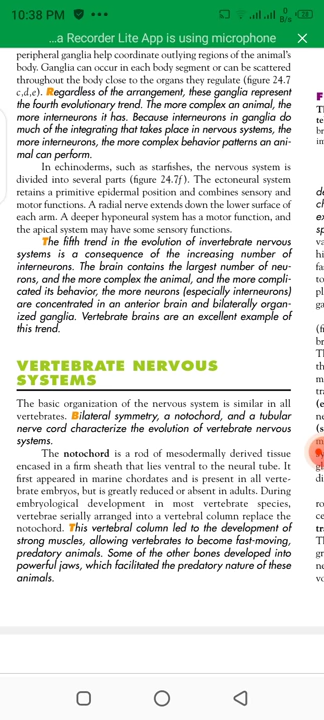 10:38 PM
0
B/s
...a Recorder Lite App is using microphone
peripheral ganglia help coordinate outlying regions of the animal's
body. Ganglia can occur in each body segment or can be scattered
throughout the body close to the organs they regulate (figure 24.7
c,d,e). Regardless of the arrangement, these ganglia represent
the fourth evolutionary trend. The more complex an animal, the
more interneurons it has. Because interneurons in ganglia do
much of the integrating that takes place in nervous systems, the
more interneurons, the more complex behavior patterns an ani-
mal can perform.
In echinoderms, such as starfishes, the nervous system is
divided into several parts (figure 24.7f). The ectoneural system
retains a primitive epidermal position and combines sensory and
motor functions. A radial nerve extends down the lower surface of
each arm. A deeper hyponeural system has a motor function, and
the apical system may have some sensory functions.
The fifth trend in the evolution of invertebrate nervous
systems is a consequence of the increasing number of
interneurons. The brain contains the largest number of neu-
rons, and the more complex the animal, and the more compli-
cated its behavior, the more neurons (especially interneurons)
are concentrated in an anterior brain and bilaterally organ-
ized ganglia. Vertebrate brains are an excellent example of
this trend.
VERTEBRATE NERVOUS
SYSTEMS
The basic organization of the nervous system is similar in all
vertebrates. Bilateral symmetry, a notochord, and a tubular
nerve cord characterize the evolution of vertebrate nervous
systems.
The notochord is a rod of mesodermally derived tissue
encased in a firm sheath that lies ventral to the neural tube. It
first appeared in marine chordates and is present in all verte-
brate embryos, but is greatly reduced or absent in adults. During
embryological development in most vertebrate species,
vertebrae serially arranged into a vertebral column replace the
notochord. This vertebral column led to the development of
strong muscles, allowing vertebrates to become fast-moving,
predatory animals. Some of the other bones developed into
powerful jaws, which facilitated the predatory nature of these
animals.